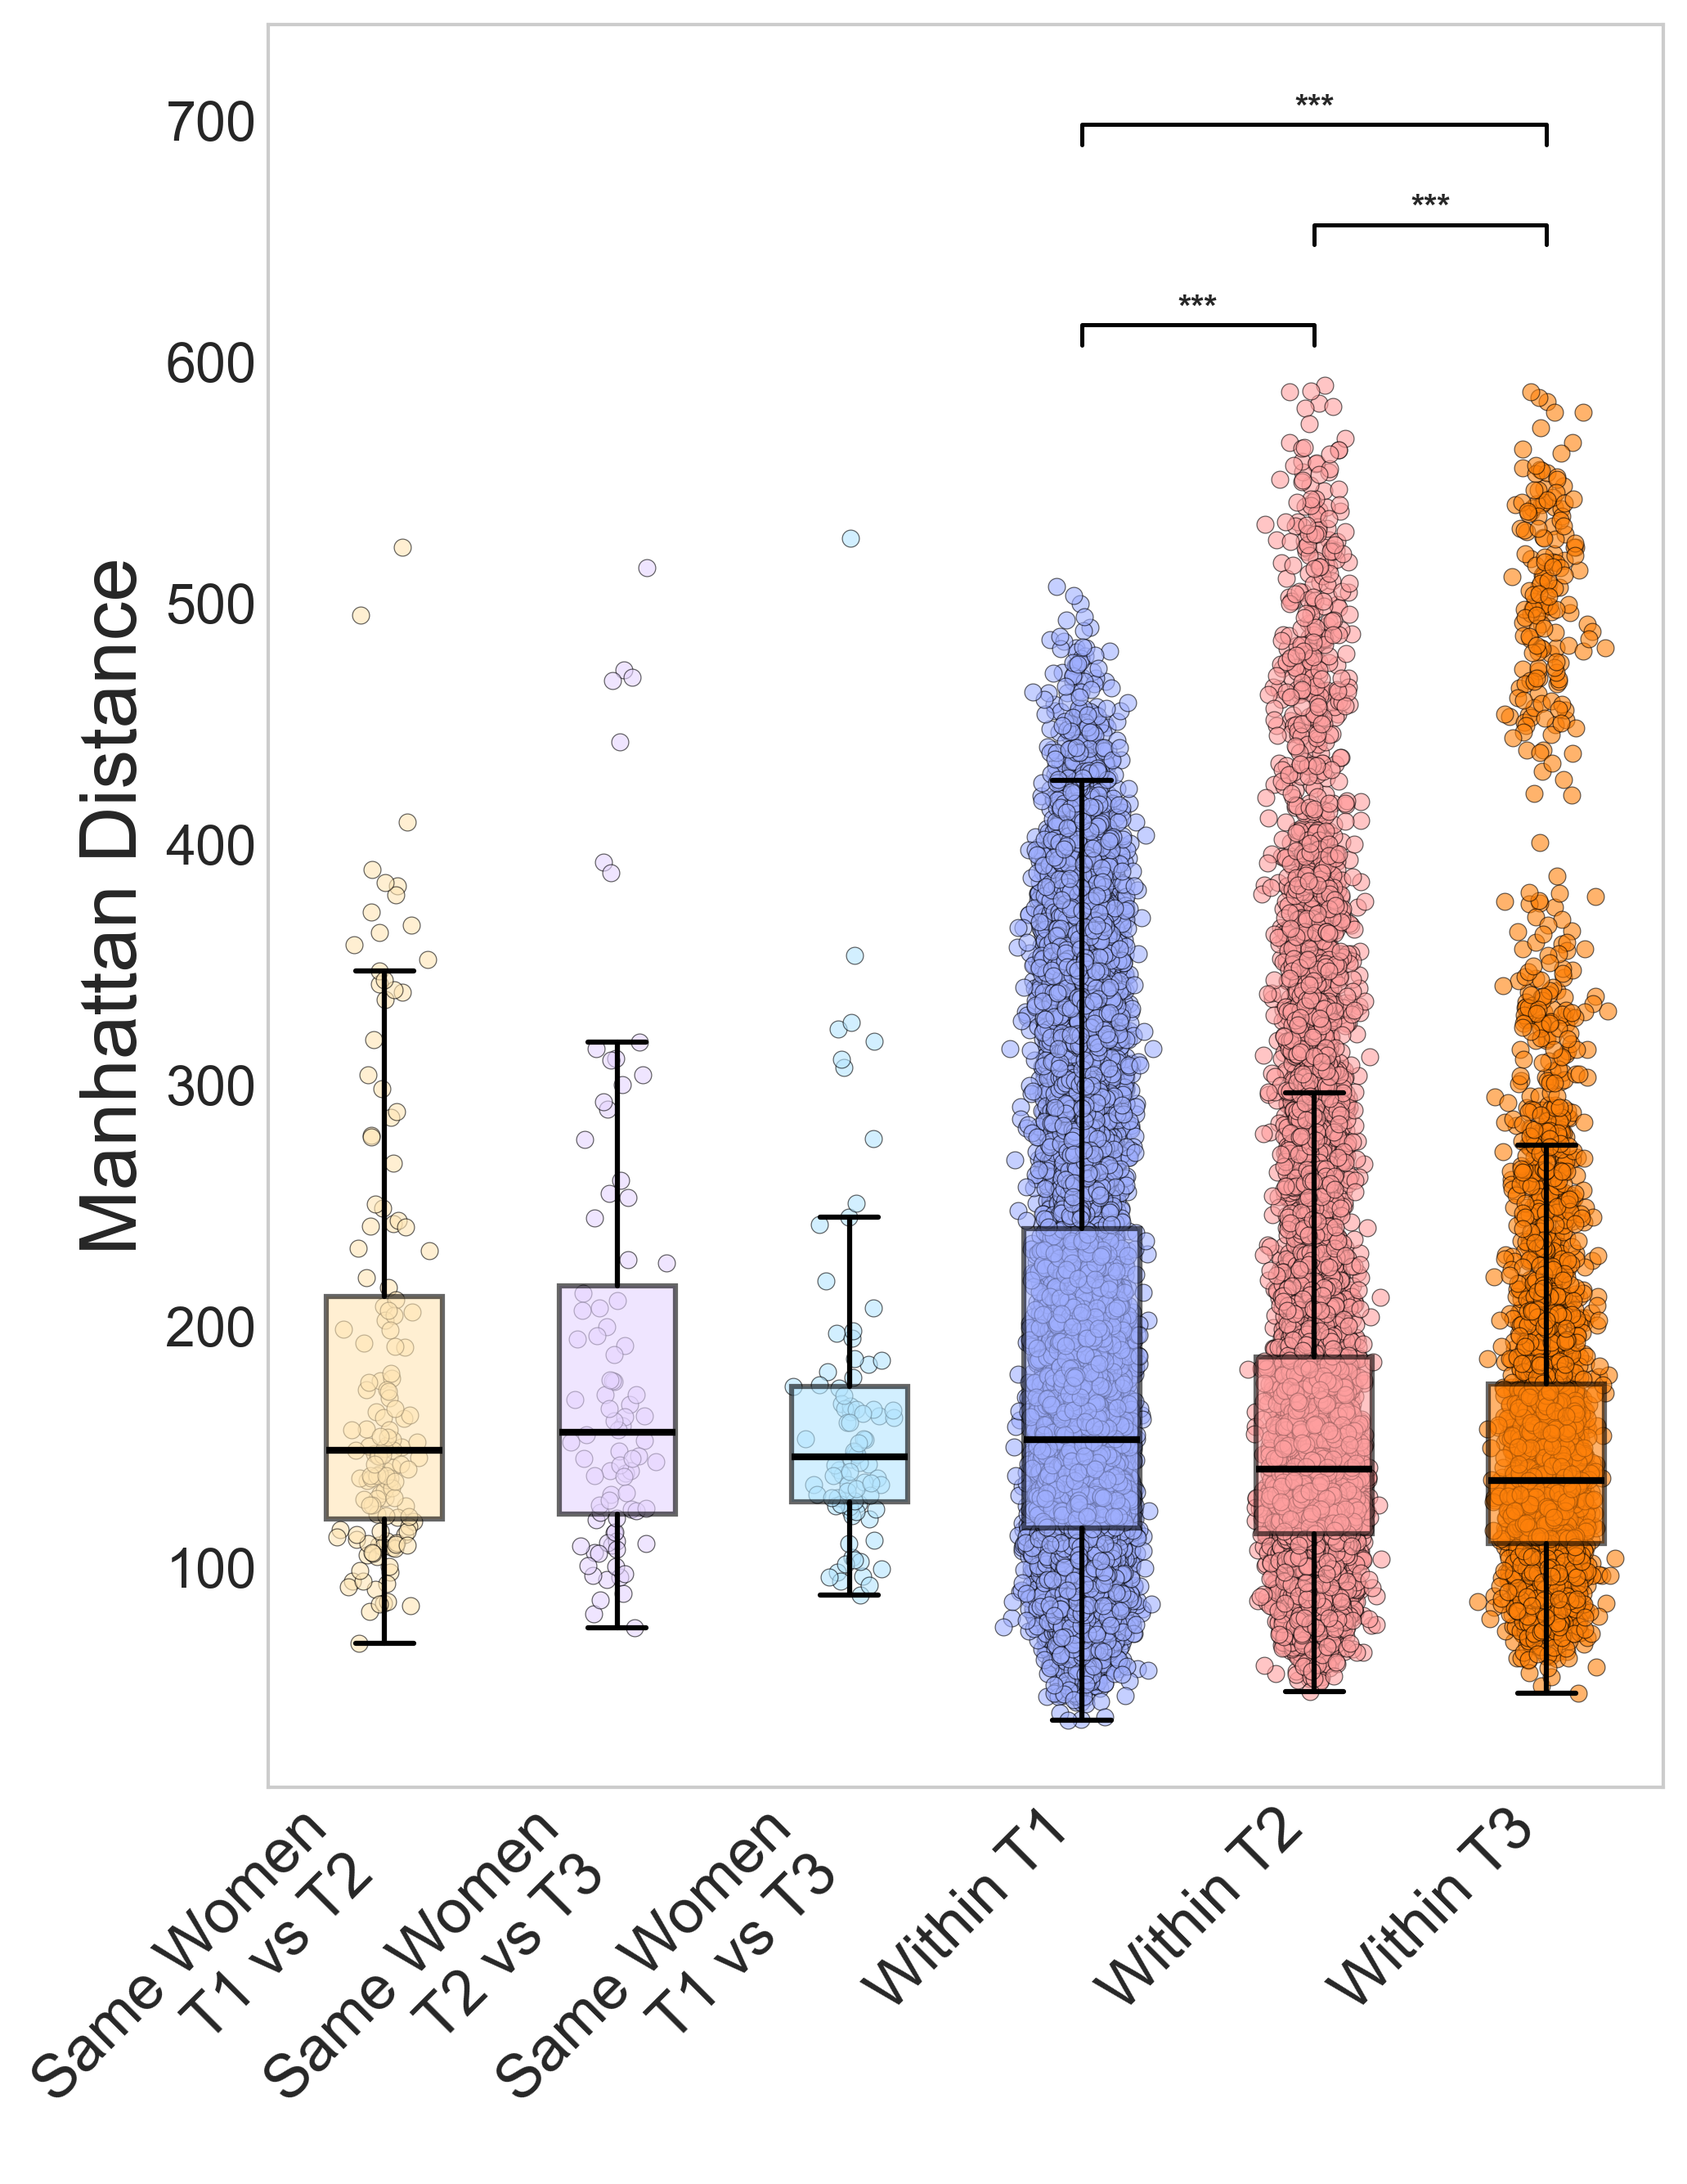 ***
***
***
700
600
500
400
300
200
100
Manhattan Distance
Same Women
T1 vs T2
Same Women
T2 vs T3
Same Women
T1 vs T3
Within T1
Within T2
Within T3